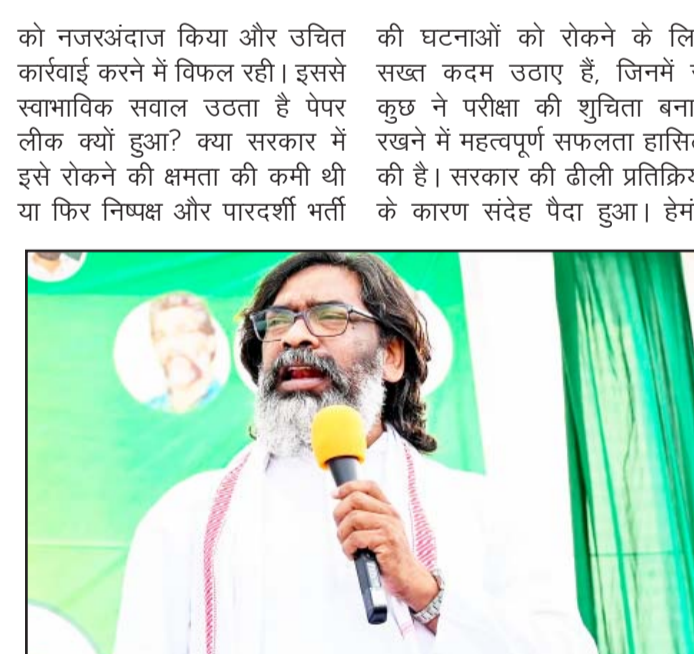 को नजरअंदाज किया और उचित
कार्रवाई करने में विफल रही। इससे
स्वाभाविक सवाल उठता है पेपर
लीक क्यों हुआ? क्या सरकार में
इसे रोकने की क्षमता की कमी थी
या फिर निष्पक्ष और पारदर्शी भर्ती
की घटनाओं को रोकने के लि
सख्त कदम उठाए हैं, जिनमें
कुछ ने परीक्षा की शुचिता बना
रखने में महत्वपूर्ण सफलता हासि
की है। सरकार की ढीली प्रतिक्रि
के कारण संदेह पैदा हुआ। हेमं